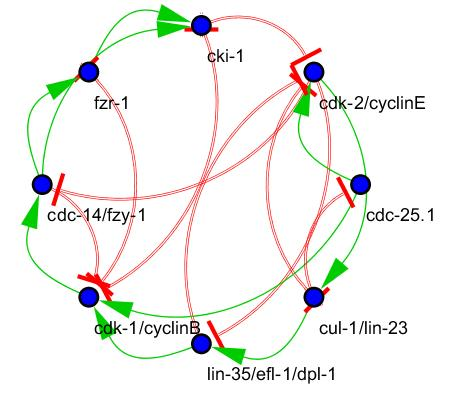 cki-1
fzr-1
cdk-2/cyclinE
cdc-14/fzy-1
cdc-25.1
cdk-1/cyclinB
cul-1/lin-23
lin-35/efl-1/dpl-1